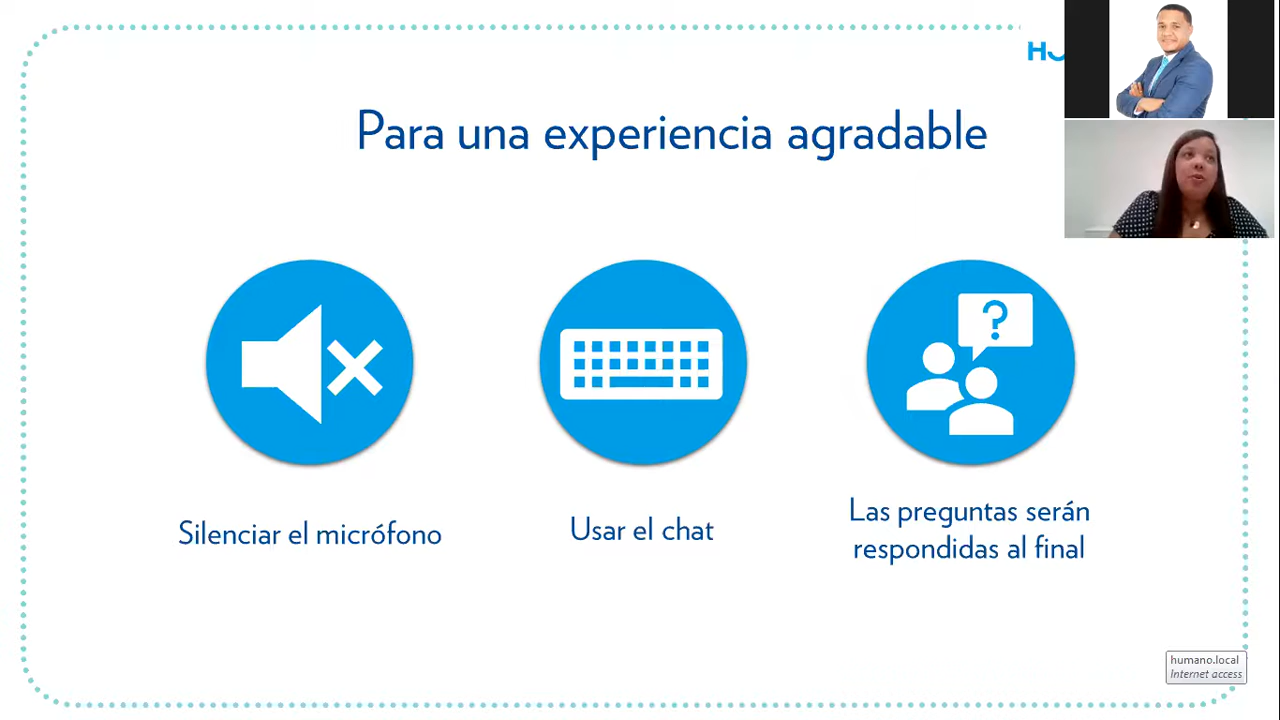 Para una experiencia agradable
?
Silenciar el micrófono
Usar el chat
Las preguntas serán
respondidas al final
humano.local
Internet access